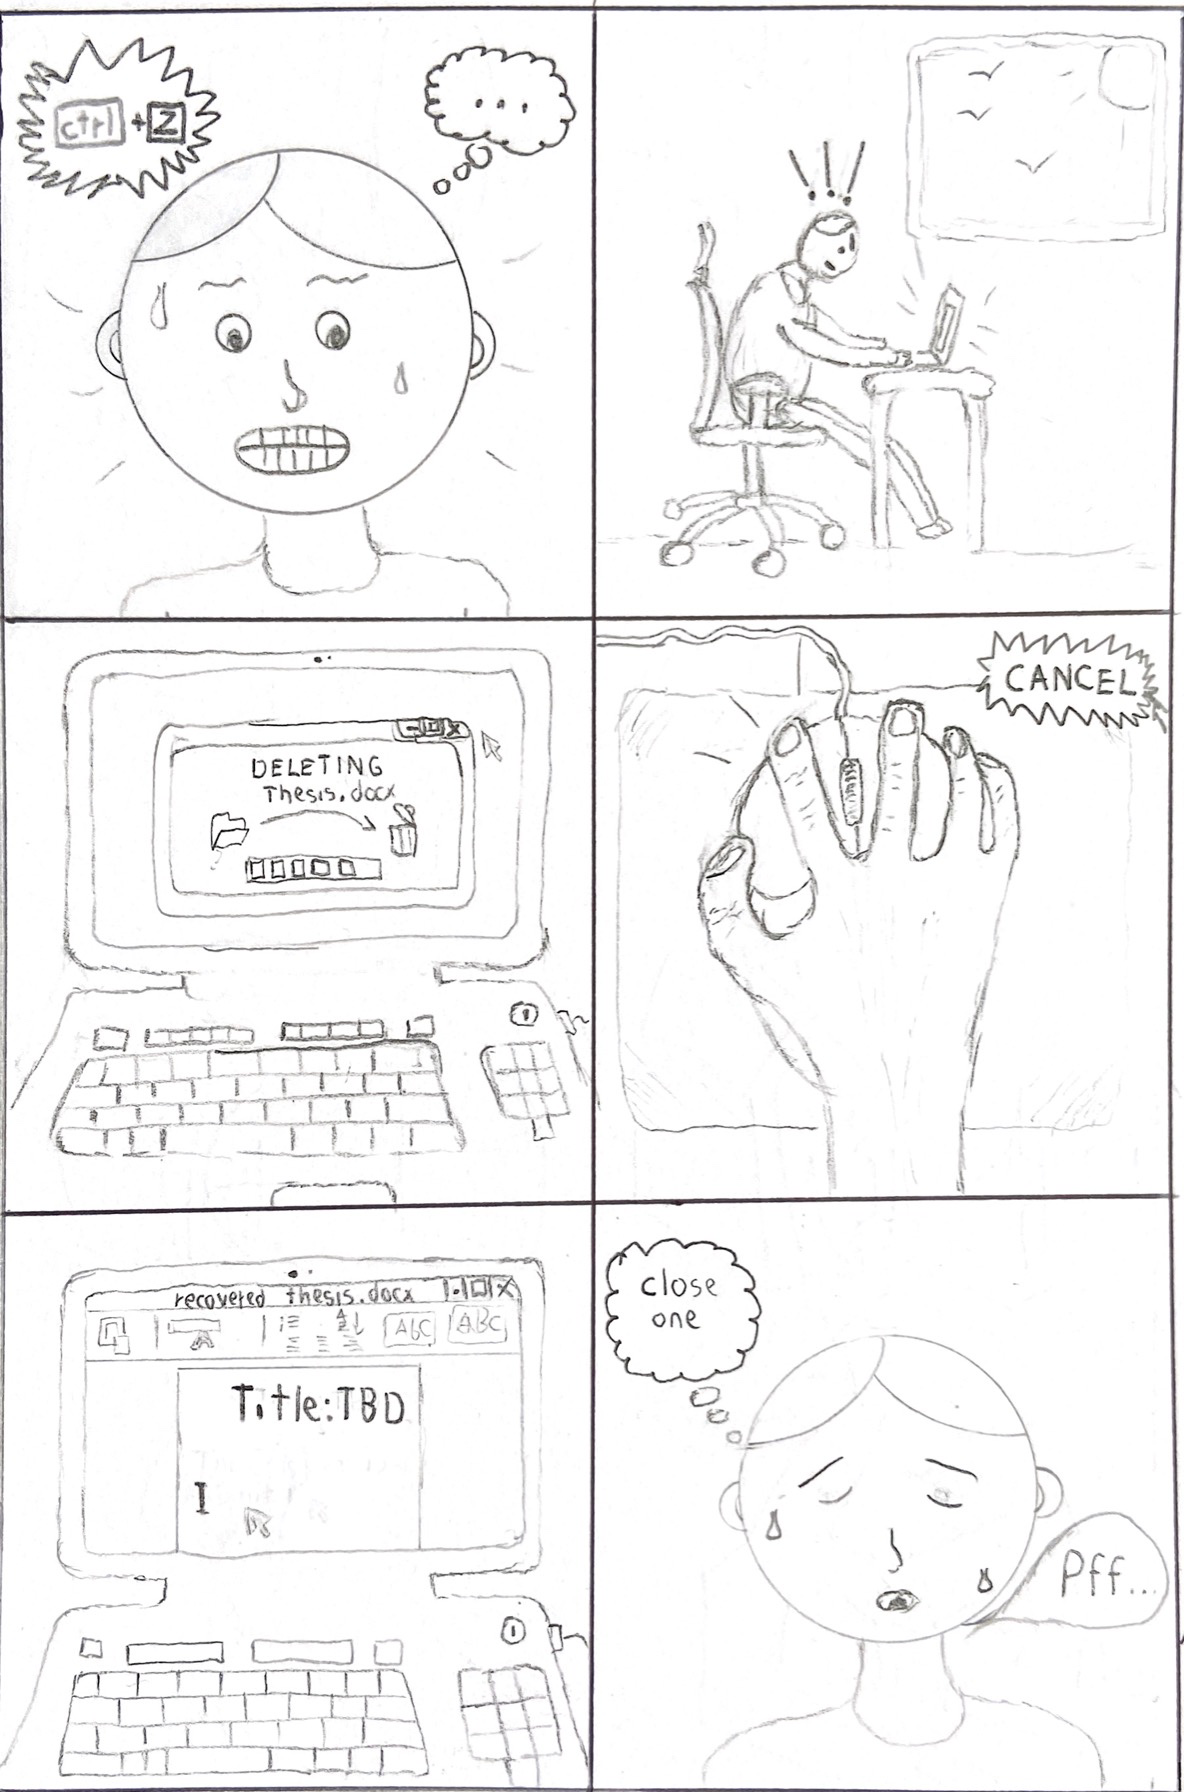 ctrl + Z
...
!!!
DELETING
Thesis.docx
CANCEL
recovered thesis.docx
ABC ABC
Title:TBD
I
close
one
Pff...